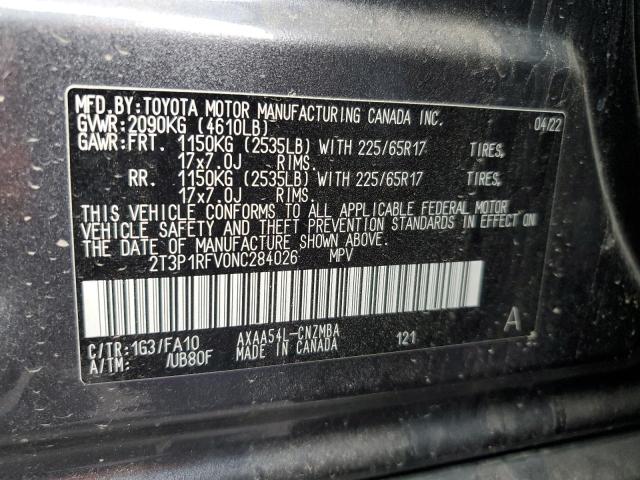 MFD.BY:TOYOTA MOTOR MANUFACTURING CANADA INC.
GVWR:2090KG (4610LB) 04/22
GAWR:FRT. 1150KG (2535LB) WITH 225/65R17 TIRES,
17x7.0J RIMS.
RR. 1150KG (2535LB) WITH 225/65R17 TIRES,
17x7.0J RIMS.
THIS VEHICLE CONFORMS TO ALL APPLICABLE FEDERAL MOTOR
VEHICLE SAFETY AND THEFT PREVENTION STANDARDS IN EFFECT ON
THE DATE OF MANUFACTURE SHOWN ABOVE.
2T3P1RFV0NC284026 MPV
A
C/TR:1G3/FA10 AXAA54L-CNZMBA 121
A/TM: /UB80F MADE IN CANADA